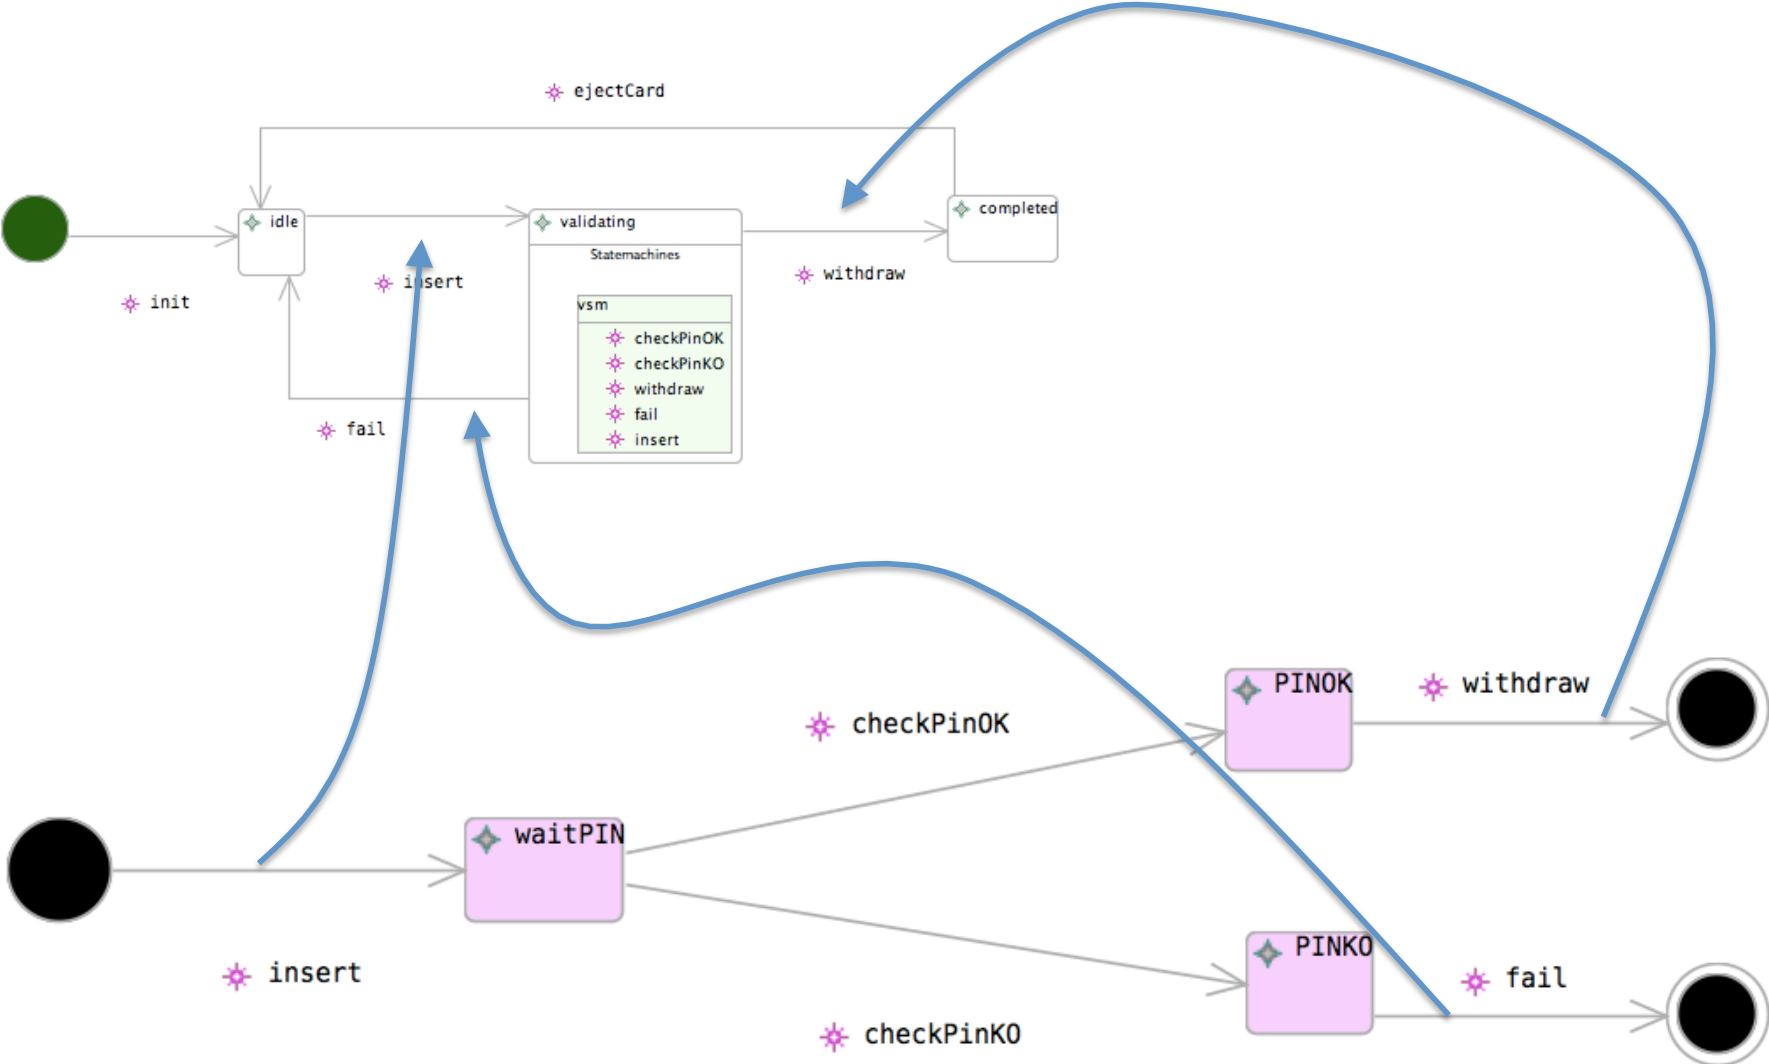 ejectCard
idle
validating
completed
Statemachines
init
insert
withdraw
vsm
checkPinOK
checkPinKO
withdraw
fail
insert
fail
PINOK
withdraw
checkPinOK
waitPIN
PINKO
insert
fail
checkPinKO